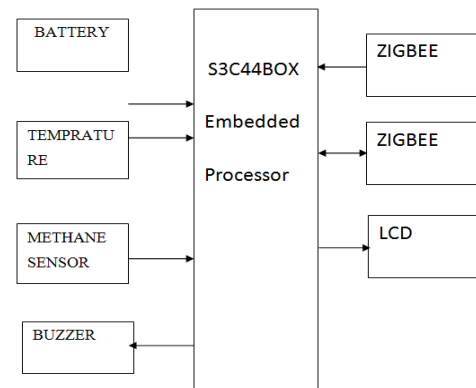 BATTERY
TEMPRATU
RE
METHANE
SENSOR
BUZZER
S3C44BOX
Embedded
Processor
ZIGBEE
ZIGBEE
LCD